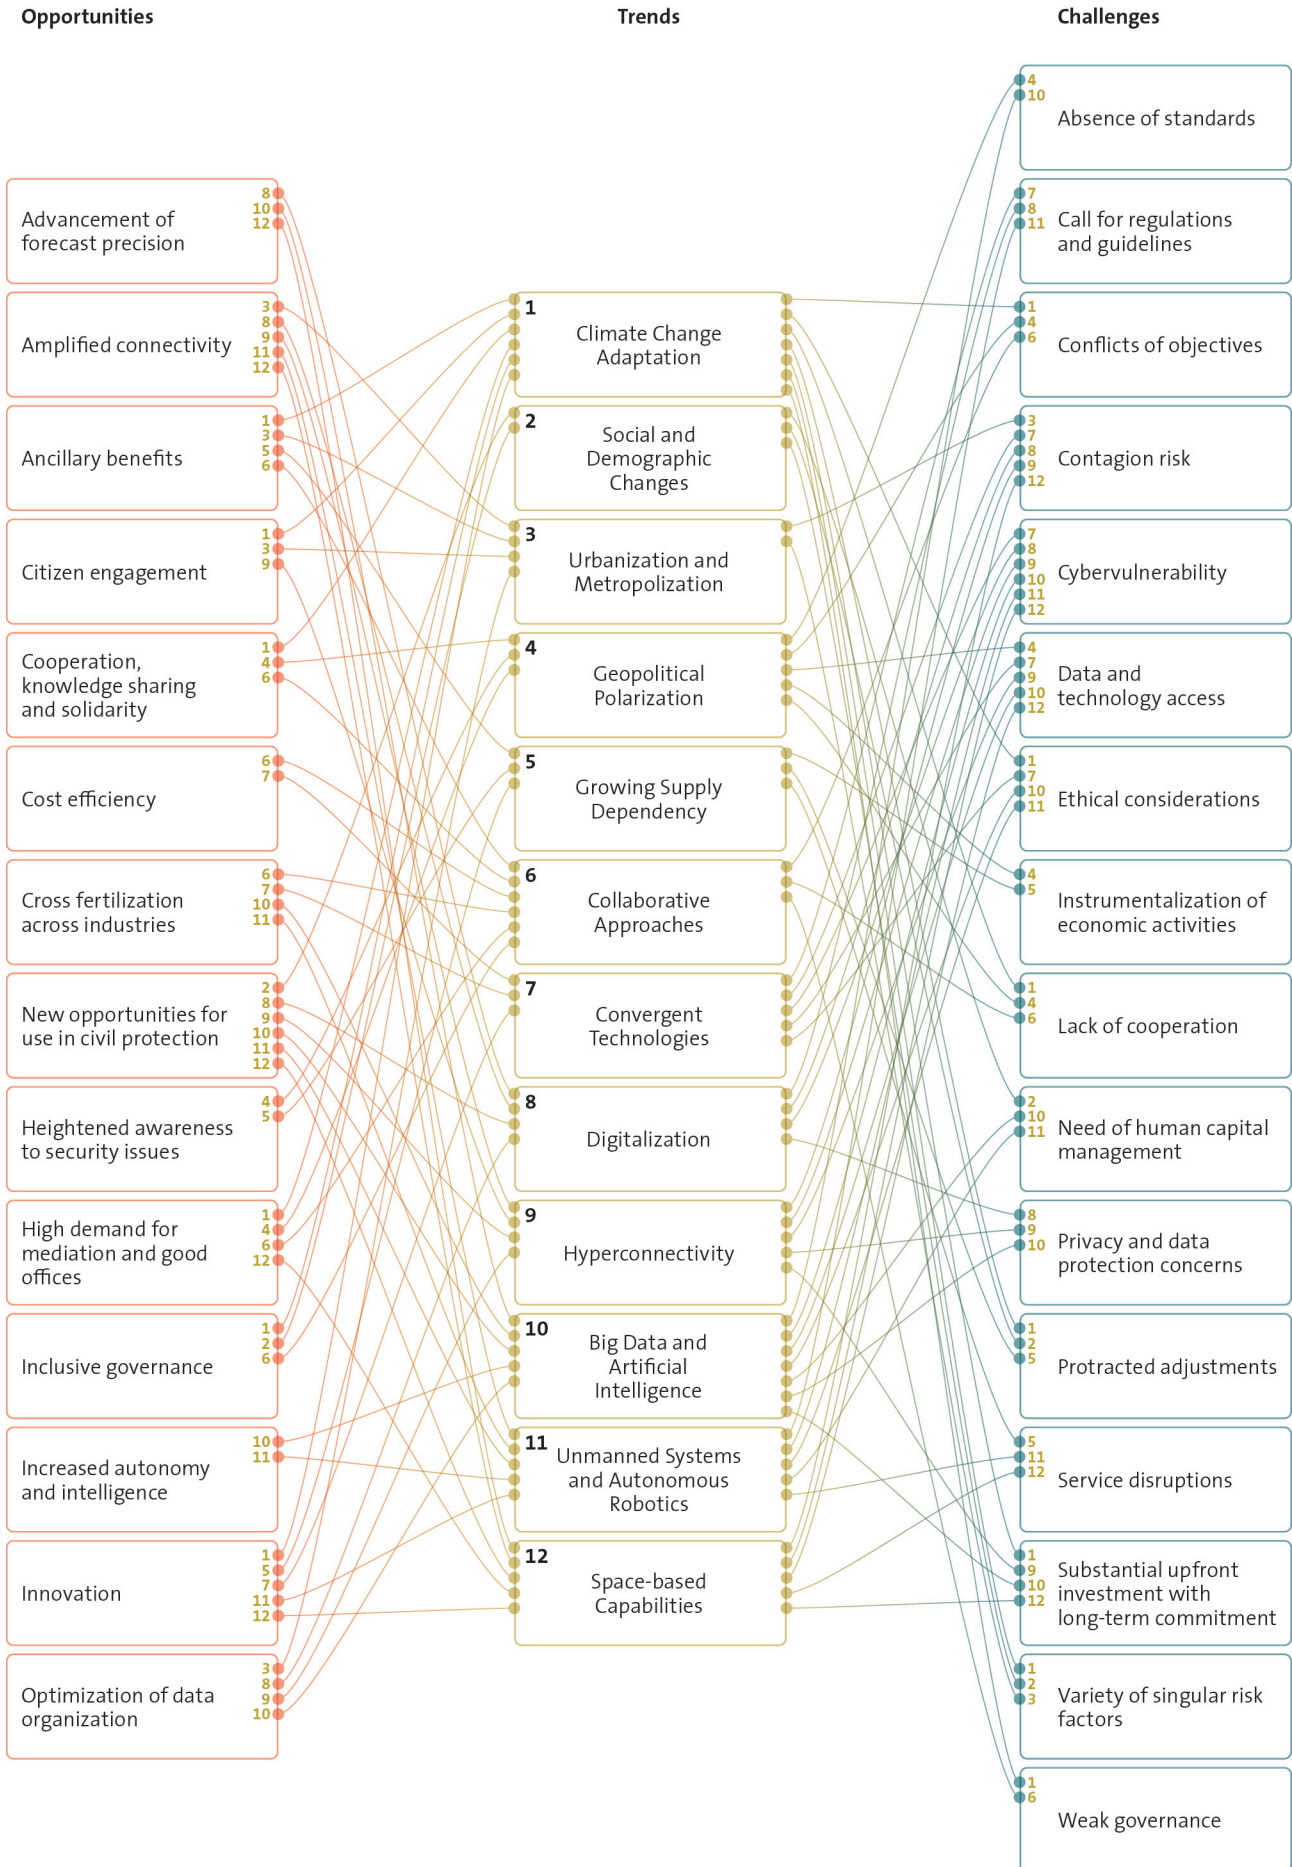 Opportunities
Trends
Challenges
8
10
12
Advancement of
forecast precision
3
8
9
11
12
Amplified connectivity
1
3
5
6
Ancillary benefits
1
3
9
Citizen engagement
1
4
6
Cooperation,
knowledge sharing
and solidarity
6
7
Cost efficiency
6
7
10
11
Cross fertilization
across industries
2
8
9
10
11
12
New opportunities for
use in civil protection
4
5
Heightened awareness
to security issues
1
4
6
12
High demand for
mediation and good
offices
1
2
6
Inclusive governance
10
11
Increased autonomy
and intelligence
1
5
7
11
12
Innovation
3
8
9
10
Optimization of data
organization
1
Climate Change
Adaptation
2
Social and
Demographic
Changes
3
Urbanization and
Metropolization
4
Geopolitical
Polarization
5
Growing Supply
Dependency
6
Collaborative
Approaches
7
Convergent
Technologies
8
Digitalization
9
Hyperconnectivity
10
Big Data and
Artificial
Intelligence
11
Unmanned Systems
and Autonomous
Robotics
12
Space-based
Capabilities
4
10
Absence of standards
7
8
11
Call for regulations
and guidelines
1
4
6
Conflicts of objectives
3
7
8
9
12
Contagion risk
7
8
9
10
11
12
Cybervulnerability
4
7
9
10
12
Data and
technology access
1
7
10
11
Ethical considerations
4
5
Instrumentalization of
economic activities
1
4
6
Lack of cooperation
2
10
11
Need of human capital
management
8
9
10
Privacy and data
protection concerns
1
2
5
Protracted adjustments
5
11
12
Service disruptions
1
9
10
12
Substantial upfront
investment with
long-term commitment
1
2
3
Variety of singular risk
factors
1
6
Weak governance